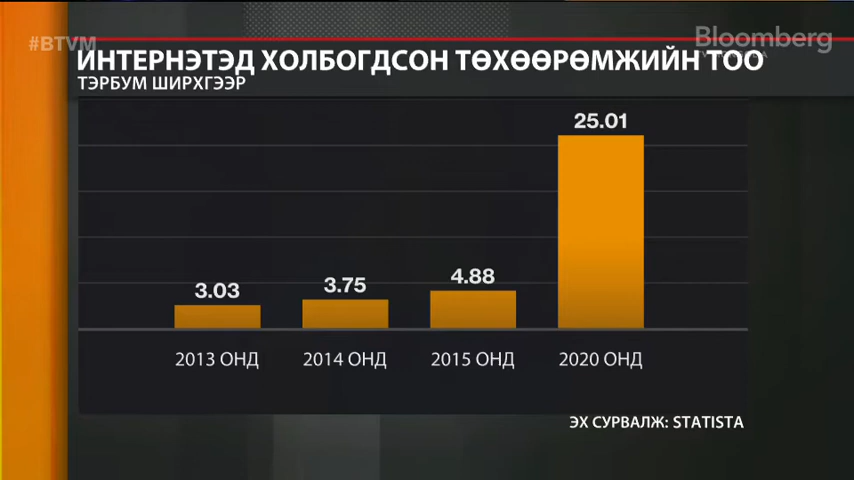 #BTVM
Bloomberg
ИНТЕРНЭТЭД ХОЛБОГДСОН ТӨХӨӨРӨМЖИЙН ТОО
ТЭРБУМ ШИРХГЭЭР
25.01
4.88
3.75
3.03
2013 ОНД 2014 ОНД 2015 ОНД 2020 ОНД
ЭХ СУРВАЛЖ: STATISTA